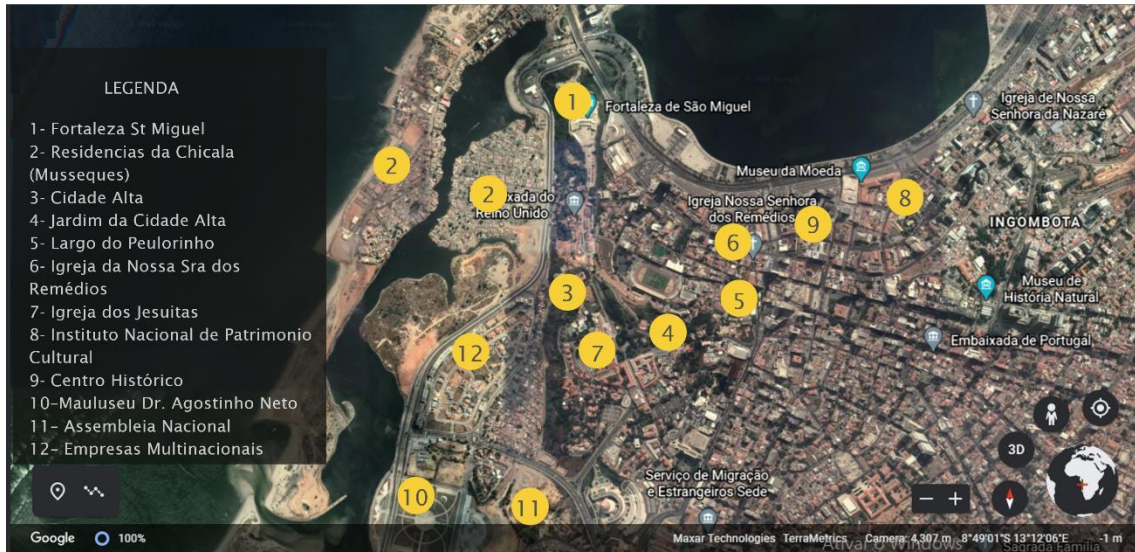 LEGENDA
1- Fortaleza St Miguel
2- Residencias da Chicala
(Musseques)
3- Cidade Alta
4- Jardim da Cidade Alta
5- Largo do Peulorinho
6- Igreja da Nossa Sra dos
Remédios
7- Igreja dos Jesuitas
8- Instituto Nacional de Patrimonio
Cultural
9- Centro Histórico
10-Mauluseu Dr. Agostinho Neto
11- Assembleia Nacional
12- Empresas Multinacionais
1
Fortaleza de São Miguel
Igreja de Nossa
Senhora da Nazaré
2
Museu da Moeda
2
Reino Unido
8
Igreja Nossa Senhora
dos Remédios
9
INGOMBOTA
6
Museu de
História Natural
3
5
4
Embaixada de Portugal
12
7
3D
Serviço de Migração
e Estrangeiros Sede
10
11
Google
100%
Maxar Technologies TerraMetrics Camera: 4,307 m 8°49'01"S 13°12'06"E -1 m
Sagrada Família